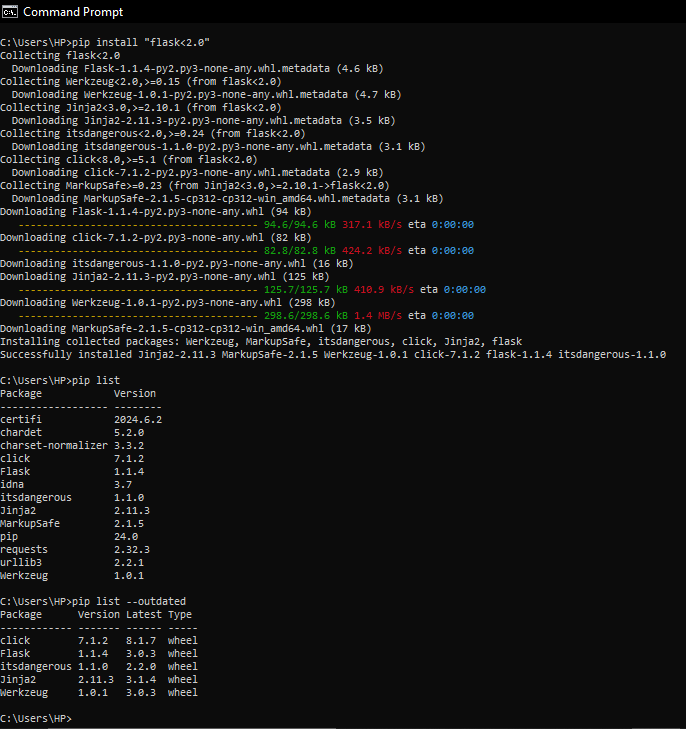 Command Prompt
C:\Users\HP>pip install "flask<2.0"
Collecting flask<2.0
  Downloading Flask-1.1.4-py2.py3-none-any.whl.metadata (4.6 kB)
Collecting Werkzeug<2.0,>=0.15 (from flask<2.0)
  Downloading Werkzeug-1.0.1-py2.py3-none-any.whl.metadata (4.7 kB)
Collecting Jinja2<3.0,>=2.10.1 (from flask<2.0)
  Downloading Jinja2-2.11.3-py2.py3-none-any.whl.metadata (3.5 kB)
Collecting itsdangerous<2.0,>=0.24 (from flask<2.0)
  Downloading itsdangerous-1.1.0-py2.py3-none-any.whl.metadata (3.1 kB)
Collecting click<8.0,>=5.1 (from flask<2.0)
  Downloading click-7.1.2-py2.py3-none-any.whl.metadata (2.9 kB)
Collecting MarkupSafe>=0.23 (from Jinja2<3.0,>=2.10.1->flask<2.0)
  Downloading MarkupSafe-2.1.5-cp312-cp312-win_amd64.whl.metadata (3.1 kB)
Downloading Flask-1.1.4-py2.py3-none-any.whl (94 kB)
   ---------------------------------------- 94.6/94.6 kB 317.1 kB/s eta 0:00:00
Downloading click-7.1.2-py2.py3-none-any.whl (82 kB)
   ---------------------------------------- 82.8/82.8 kB 424.2 kB/s eta 0:00:00
Downloading itsdangerous-1.1.0-py2.py3-none-any.whl (16 kB)
Downloading Jinja2-2.11.3-py2.py3-none-any.whl (125 kB)
   ---------------------------------------- 125.7/125.7 kB 410.9 kB/s eta 0:00:00
Downloading Werkzeug-1.0.1-py2.py3-none-any.whl (298 kB)
   ---------------------------------------- 298.6/298.6 kB 1.4 MB/s eta 0:00:00
Downloading MarkupSafe-2.1.5-cp312-cp312-win_amd64.whl (17 kB)
Installing collected packages: Werkzeug, MarkupSafe, itsdangerous, click, Jinja2, flask
Successfully installed Jinja2-2.11.3 MarkupSafe-2.1.5 Werkzeug-1.0.1 click-7.1.2 flask-1.1.4 itsdangerous-1.1.0
C:\Users\HP>pip list
Package            Version
------------------ --------
certifi            2024.6.2
chardet            5.2.0
charset-normalizer 3.3.2
click              7.1.2
Flask              1.1.4
idna               3.7
itsdangerous       1.1.0
Jinja2             2.11.3
MarkupSafe         2.1.5
pip                24.0
requests           2.32.3
urllib3            2.2.1
Werkzeug           1.0.1
C:\Users\HP>pip list --outdated
Package      Version Latest Type
------------ ------- ------ -----
click        7.1.2   8.1.7  wheel
Flask        1.1.4   3.0.3  wheel
itsdangerous 1.1.0   2.2.0  wheel
Jinja2       2.11.3  3.1.4  wheel
Werkzeug     1.0.1   3.0.3  wheel
C:\Users\HP>